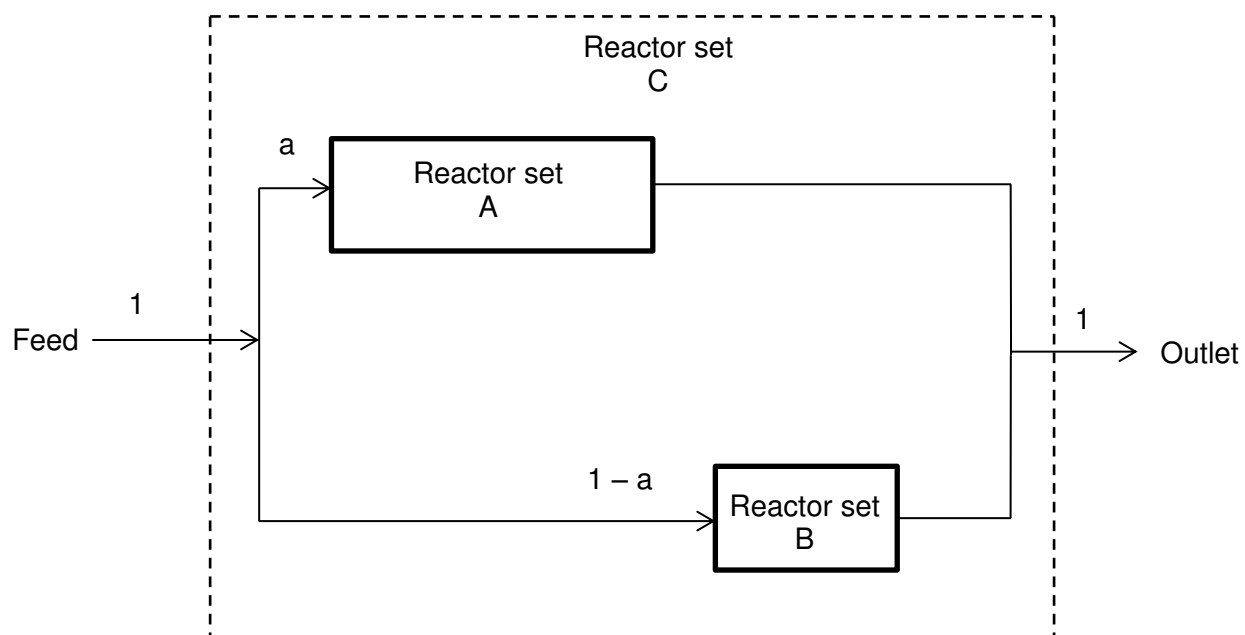 Reactor set
C
a
Reactor set
A
1
Feed
1
Outlet
1 – a
Reactor set
B